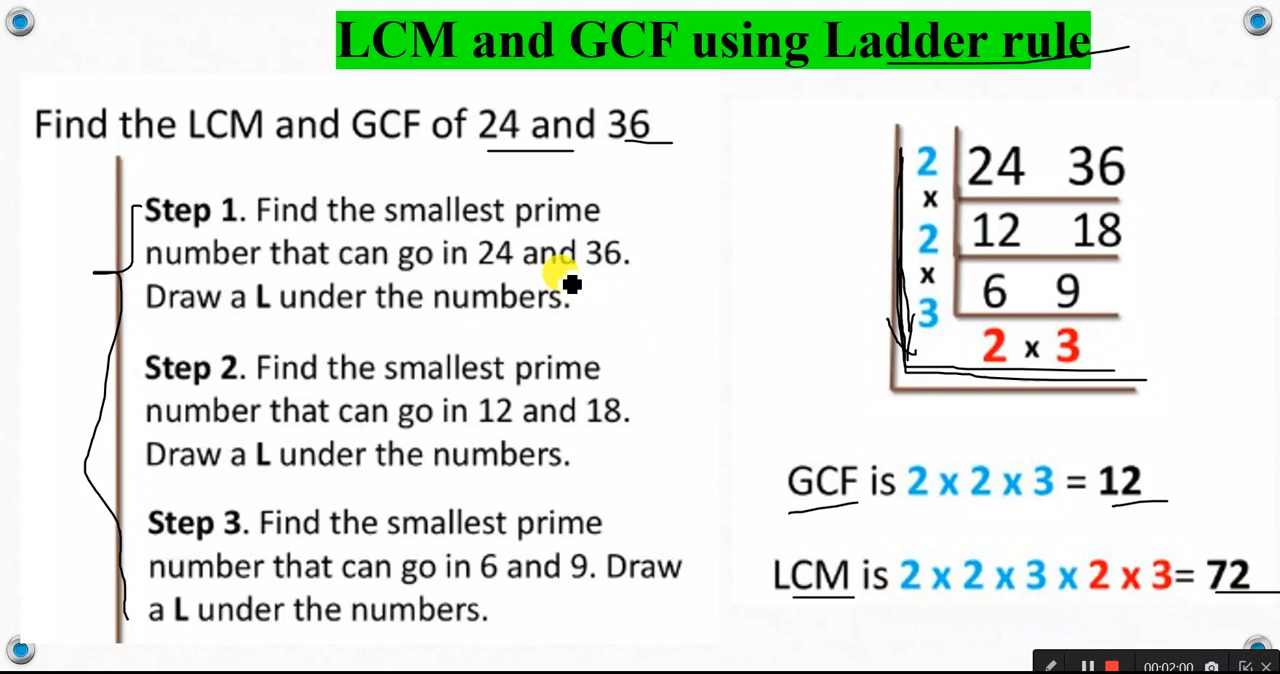 LCM and GCF using Ladder rule
Find the LCM and GCF of 24 and 36
Step 1. Find the smallest prime
number that can go in 24 and 36.
Draw a L under the numbers.
Step 2. Find the smallest prime
number that can go in 12 and 18.
Draw a L under the numbers.
Step 3. Find the smallest prime
number that can go in 6 and 9. Draw
a L under the numbers.
2 24 36
x
2 12 18
x
3 6 9
2 x 3
GCF is 2 x 2 x 3 = 12
LCM is 2 x 2 x 3 x 2 x 3= 72
00:02:00